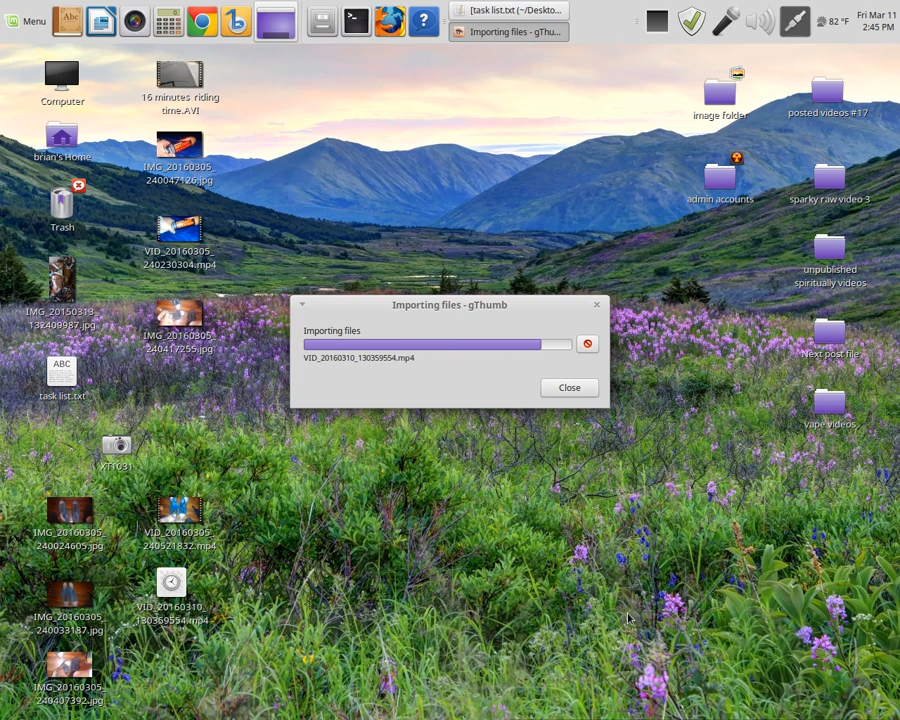 Menu
Abc
[task list.txt (~/Deskto...
Importing files - gThu...
82 °F
Fri Mar 11
2:45 PM
Computer
16 minutes riding
time.AVI
image folder
posted videos #17
brian's Home
IMG_20160305_
240047126.jpg
admin accounts
sparky raw video 3
Trash
VID_20160305_
240230304.mp4
unpublished
spiritually videos
IMG_20150313_
132409987.jpg
IMG_20160305_
240417255.jpg
Importing files - gThumb
Importing files
VID_20160310_130359554.mp4
Close
Next post file
ABC
task list.txt
vape videos
XT1031
IMG_20160305_
240024605.jpg
VID_20160305_
240521832.mp4
IMG_20160305_
240033187.jpg
VID_20160310_
130359554.mp4
IMG_20160305_
240407392.jpg